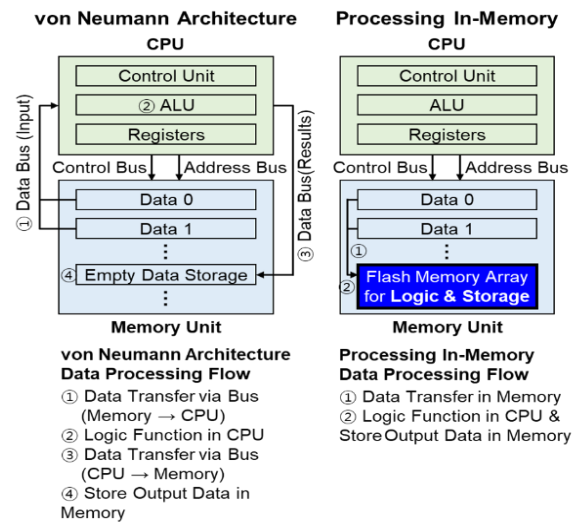 von Neumann Architecture
CPU
Control Unit
② ALU
Registers
① Data Bus (Input)
③ Data Bus(Results)
Control Bus
Address Bus
Data 0
Data 1
⋮
④ Empty Data Storage
⋮
Memory Unit
von Neumann Architecture
Data Processing Flow
① Data Transfer via Bus
(Memory → CPU)
② Logic Function in CPU
③ Data Transfer via Bus
(CPU → Memory)
④ Store Output Data in
Memory
Processing In-Memory
CPU
Control Unit
ALU
Registers
Control Bus
Address Bus
Data 0
Data 1
①
⋮
②
Flash Memory Array
for Logic & Storage
⋮
Memory Unit
Processing In-Memory
Data Processing Flow
① Data Transfer in Memory
② Logic Function in CPU &
Store Output Data in Memory